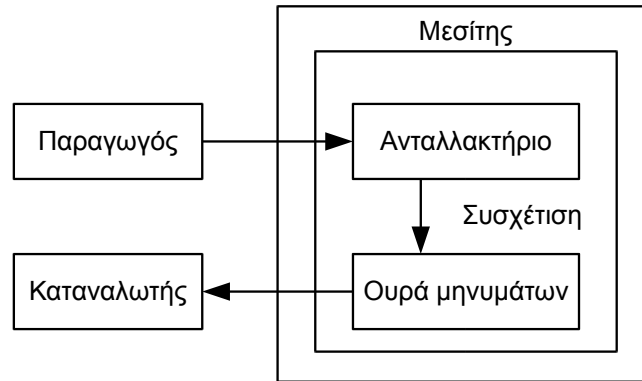 Μεσίτης
Παραγωγός
Ανταλλακτήριο
Συσχέτιση
Καταναλωτής
Ουρά μηνυμάτων